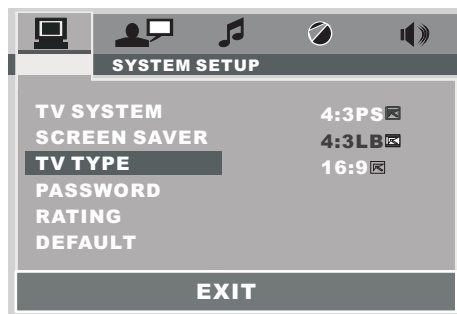 SYSTEM SETUP
TV SYSTEM 4:3PS
SCREEN SAVER 4:3LB
TV TYPE 16:9
PASSWORD
RATING
DEFAULT
EXIT